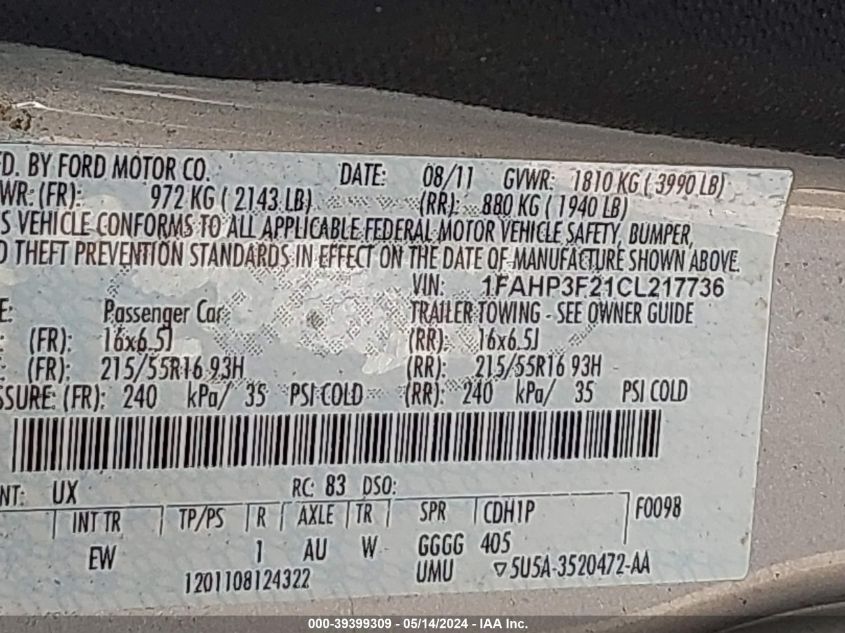 FD. BY FORD MOTOR CO. DATE: 08/11 GVWR: 1810 KG ( 3990 LB)
WR: (FR): 972 KG ( 2143 LB) (RR): 880 KG ( 1940 LB)
S VEHICLE CONFORMS TO ALL APPLICABLE FEDERAL MOTOR VEHICLE SAFETY, BUMPER,
D THEFT PREVENTION STANDARDS IN EFFECT ON THE DATE OF MANUFACTURE SHOWN ABOVE.
VIN: 1FAHP3F21CL217736
E: Passenger Car TRAILER TOWING - SEE OWNER GUIDE
: (FR): 16x6.5J (RR): 16x6.5J
: (FR): 215/55R16 93H (RR): 215/55R16 93H
SSURE: (FR): 240 kPa/ 35 PSI COLD (RR): 240 kPa/ 35 PSI COLD
NT: UX RC: 83 DSO:
INT TR TP/PS R AXLE TR SPR CDH1P F0098
EW 1 AU W GGGG 405
UMU ▽5U5A-3520472-AA
1201108124322
000-39399309 - 05/14/2024 - IAA Inc.